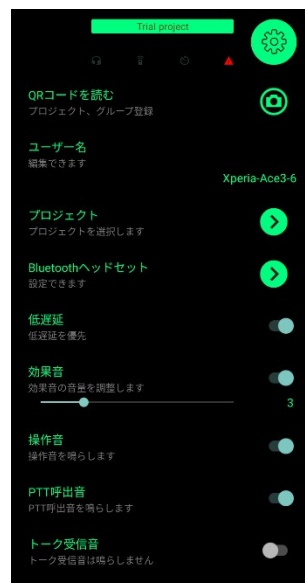 Trial project
QRコードを読む
プロジェクト、グループ登録
ユーザー名
編集できます
Xperia-Ace3-6
プロジェクト
プロジェクトを選択します
Bluetoothヘッドセット
設定できます
低遅延
低遅延を優先
効果音
効果音の音量を調整します
3
操作音
操作音を鳴らします
PTT呼出音
PTT呼出音を鳴らします
トーク受信音
トーク受信音は鳴らしません